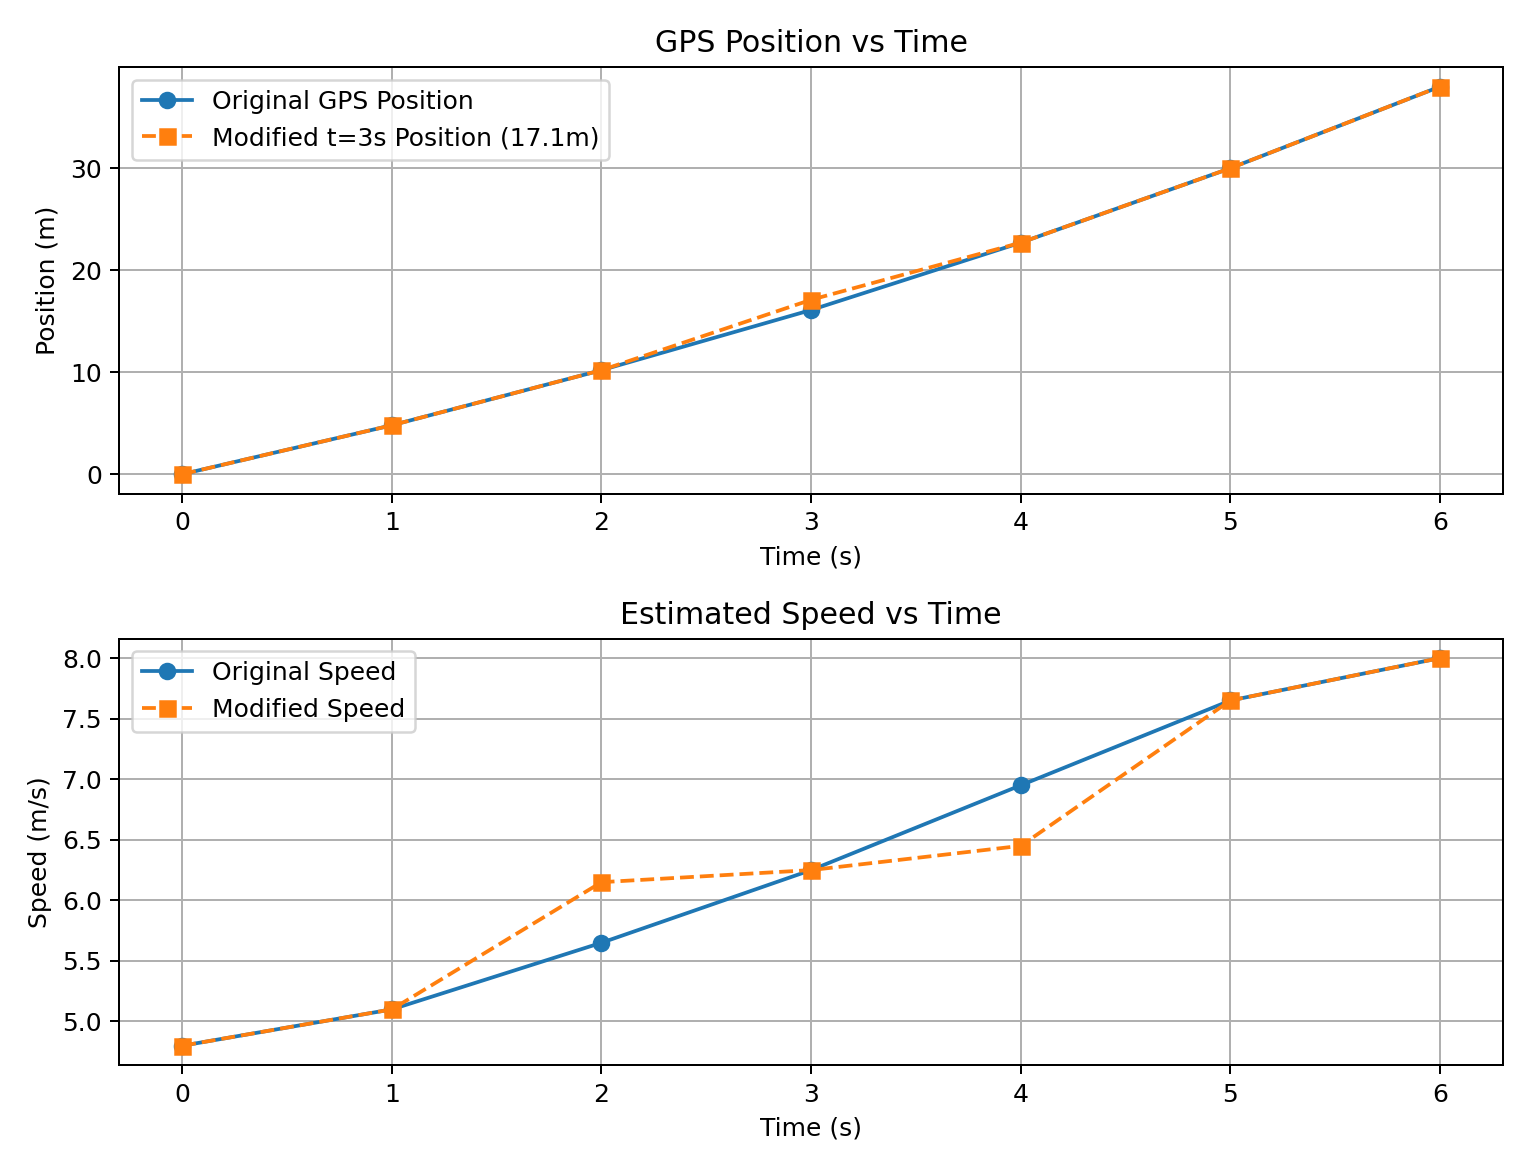 GPS Position vs Time
Original GPS Position
Modified t=3s Position (17.1m)
Position (m)
30
20
10
0
0 1 2 3 4 5 6
Time (s)
Estimated Speed vs Time
Original Speed
Modified Speed
Speed (m/s)
8.0
7.5
7.0
6.5
6.0
5.5
5.0
0 1 2 3 4 5 6
Time (s)